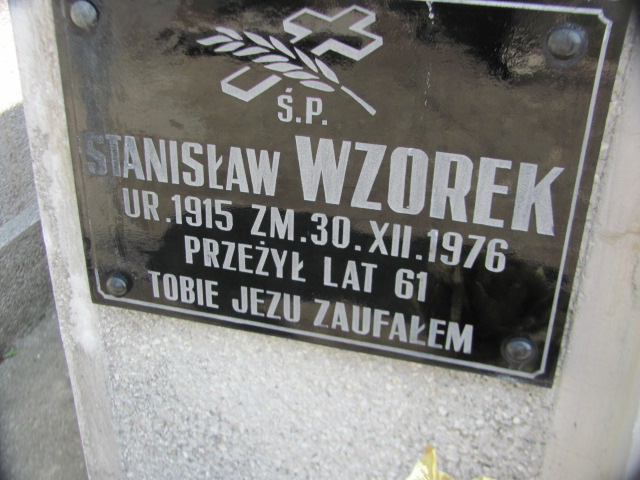 Ś.P.
STANISŁAW WZOREK
UR. 1915 ZM. 30. XII. 1976
PRZEŻYŁ LAT 61
TOBIE JEZU ZAUFAŁEM